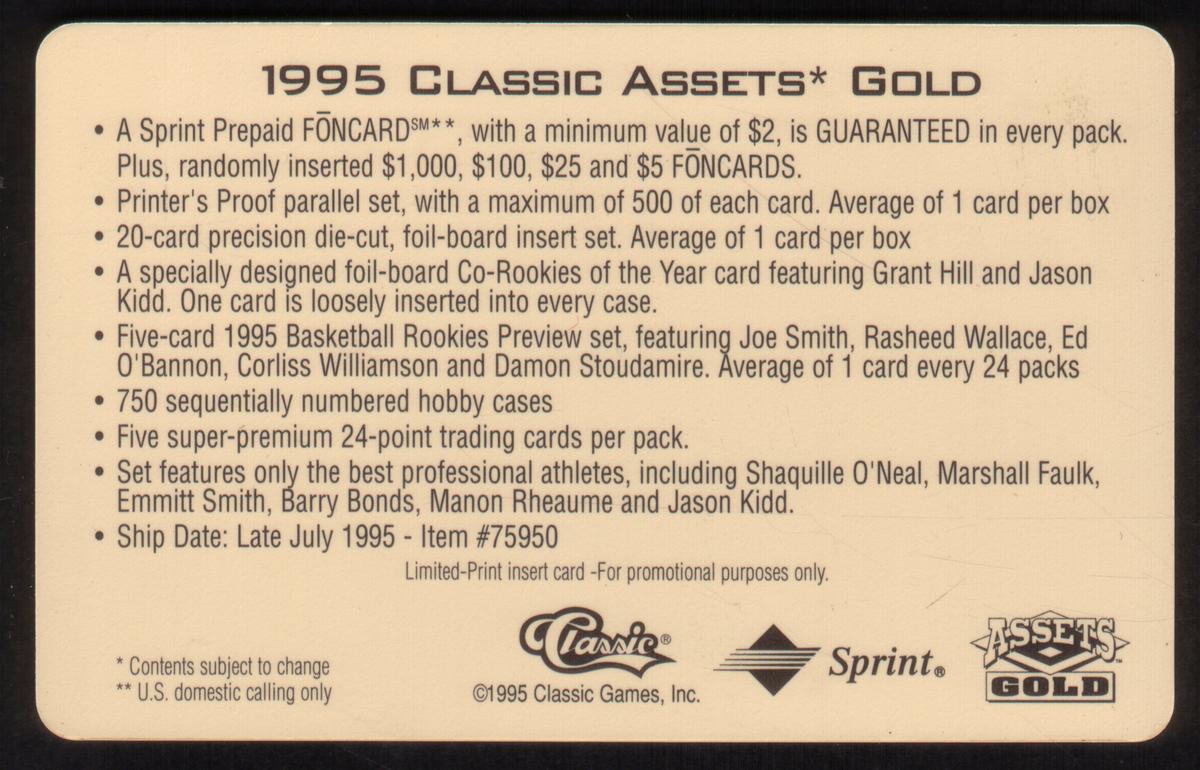 1995 CLASSIC ASSETS* GOLD
• A Sprint Prepaid FŌNCARD℠**, with a minimum value of $2, is GUARANTEED in every pack.
Plus, randomly inserted $1,000, $100, $25 and $5 FŌNCARDS.
• Printer's Proof parallel set, with a maximum of 500 of each card. Average of 1 card per box
• 20-card precision die-cut, foil-board insert set. Average of 1 card per box
• A specially designed foil-board Co-Rookies of the Year card featuring Grant Hill and Jason
Kidd. One card is loosely inserted into every case.
• Five-card 1995 Basketball Rookies Preview set, featuring Joe Smith, Rasheed Wallace, Ed
O'Bannon, Corliss Williamson and Damon Stoudamire. Average of 1 card every 24 packs
• 750 sequentially numbered hobby cases
• Five super-premium 24-point trading cards per pack.
• Set features only the best professional athletes, including Shaquille O'Neal, Marshall Faulk,
Emmitt Smith, Barry Bonds, Manon Rheaume and Jason Kidd.
• Ship Date: Late July 1995 - Item #75950
Limited-Print insert card -For promotional purposes only.
* Contents subject to change
** U.S. domestic calling only
Classic®
©1995 Classic Games, Inc.
Sprint®
ASSETS™
GOLD